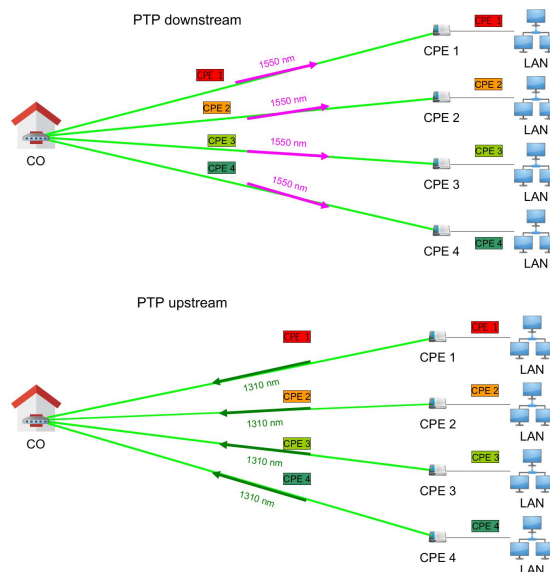 PTP downstream
CPE 1
CPE 1
1550 nm
CPE 1
LAN
CPE 2
1550 nm
CPE 2
CPE 2
LAN
CO
CPE 3
1550 nm
CPE 3
CPE 3
LAN
CPE 4
1550 nm
CPE 4
CPE 4
LAN
PTP upstream
CPE 1
CPE 1
1310 nm
CPE 1
LAN
CPE 2
CPE 2
1310 nm
CPE 2
LAN
CO
CPE 3
1310 nm
CPE 3
CPE 3
LAN
CPE 4
1310 nm
CPE 4
CPE 4
LAN